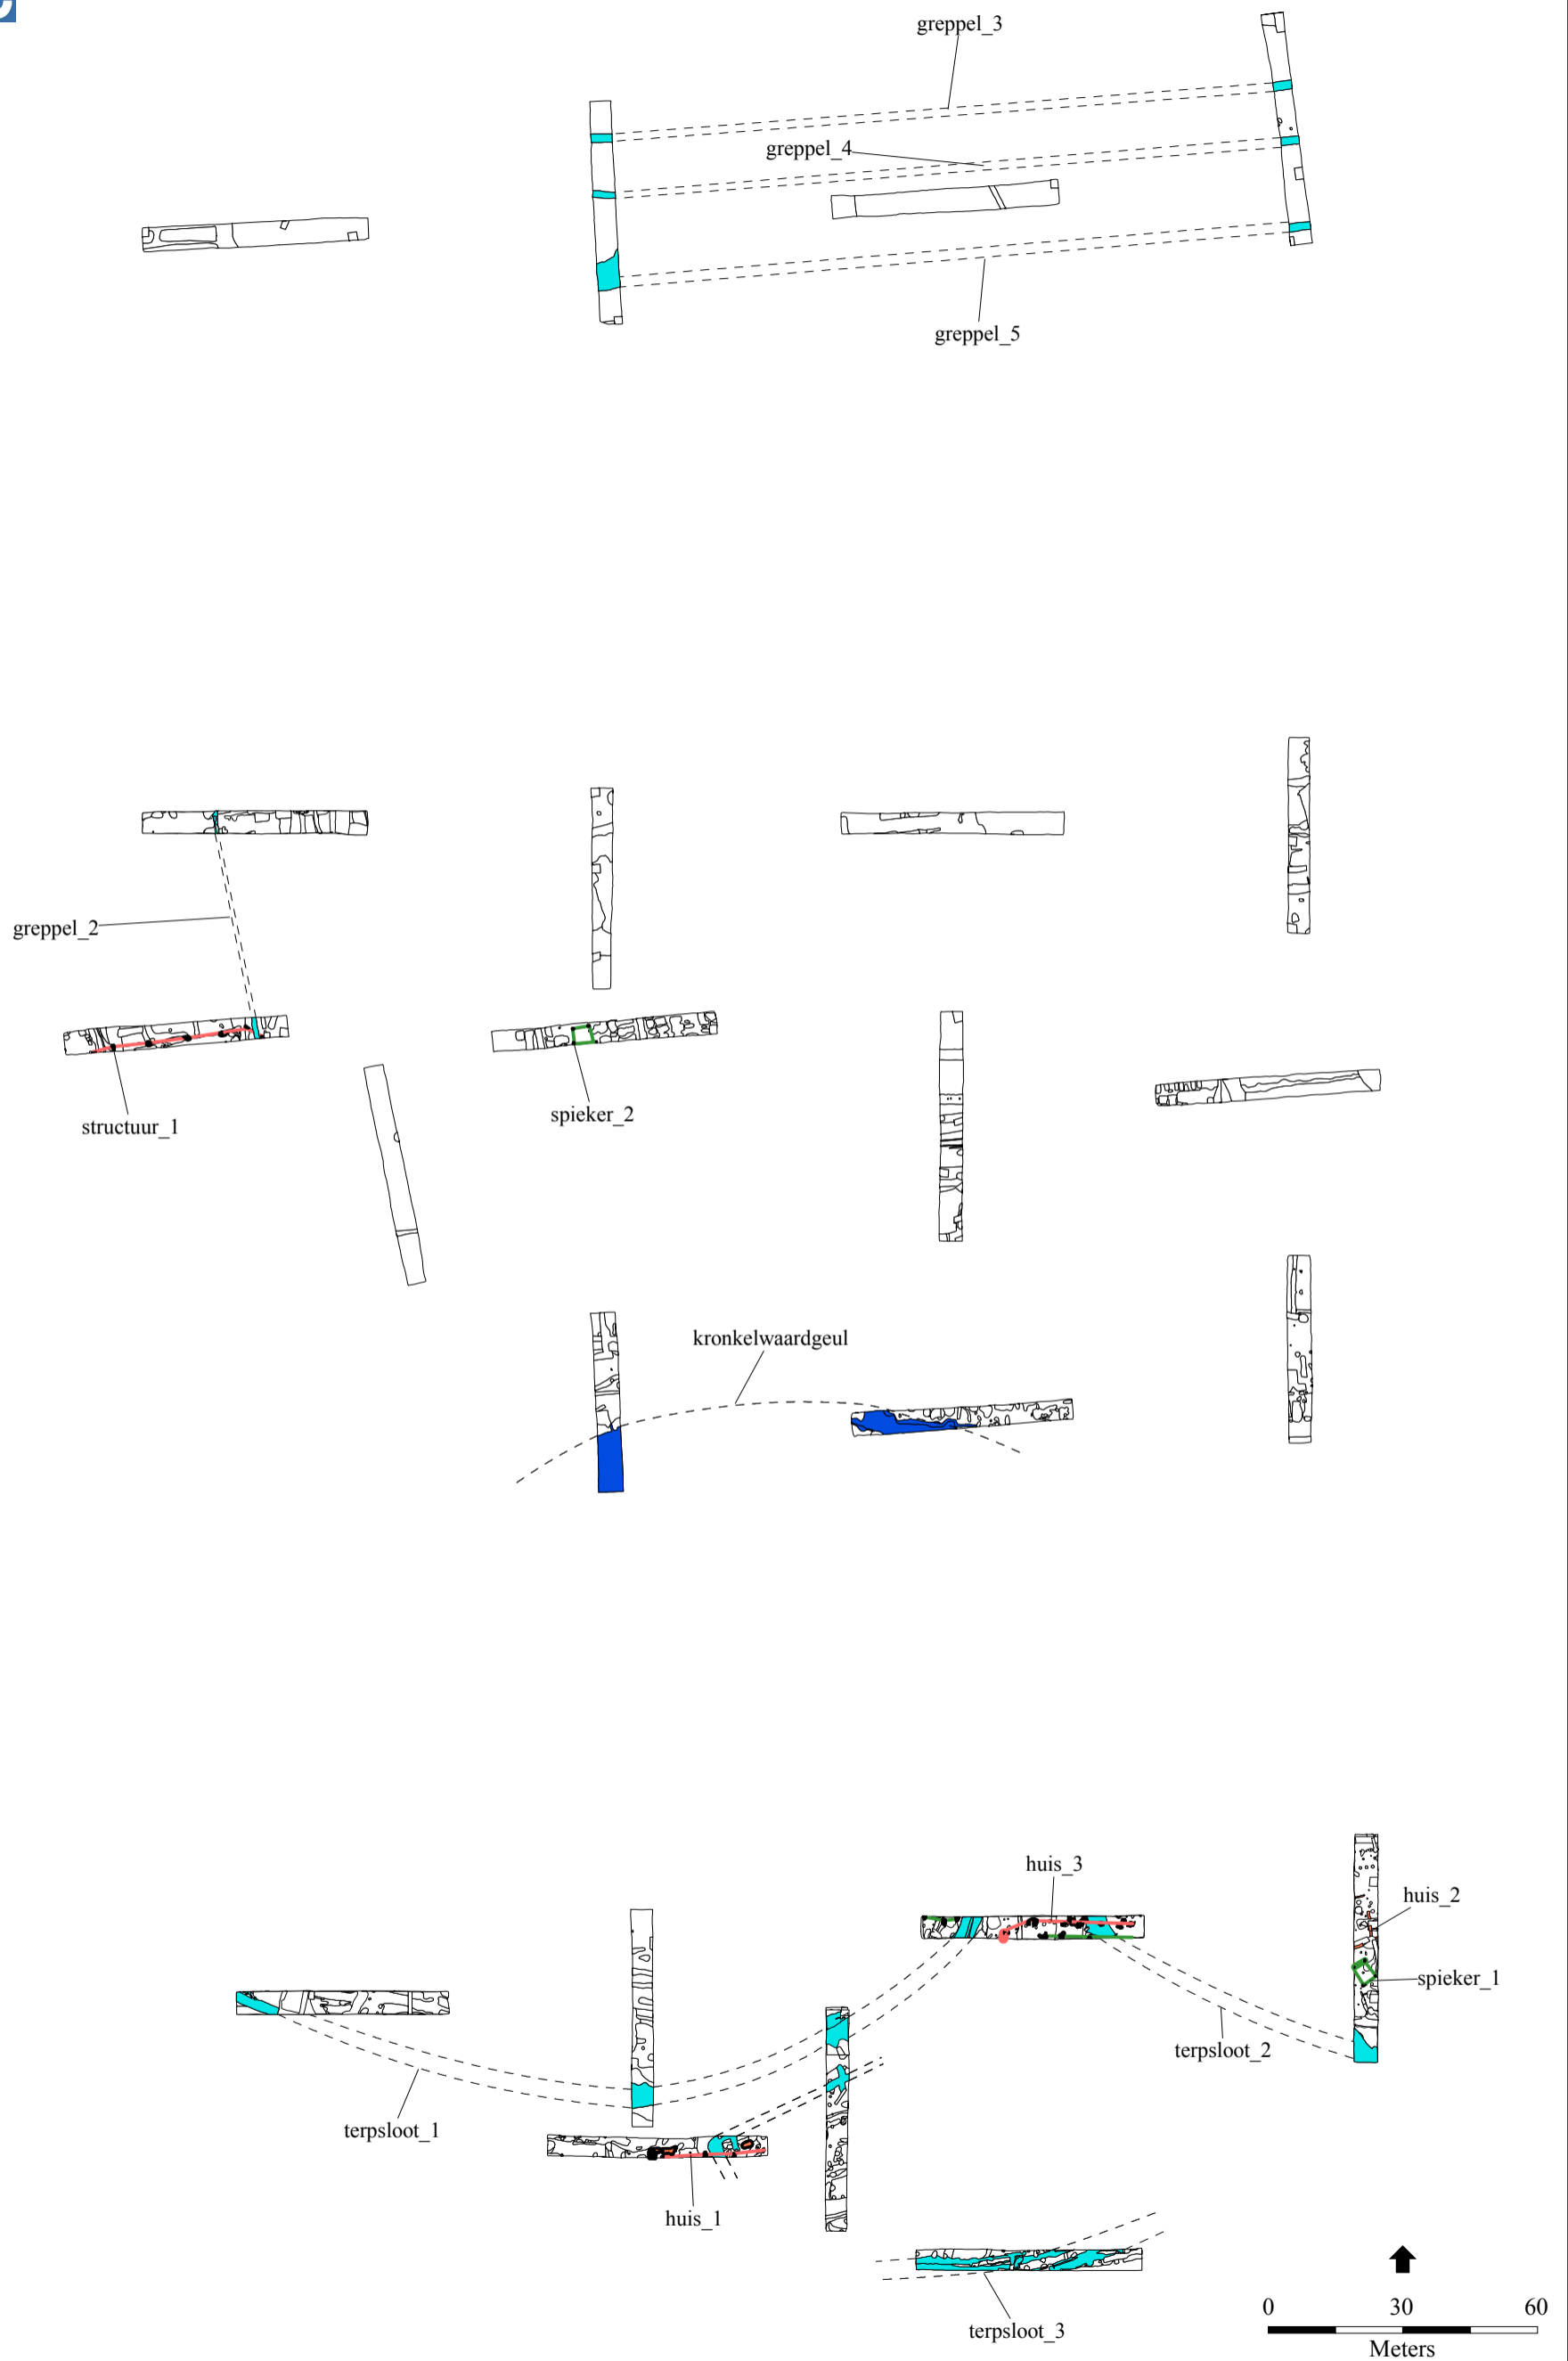 greppel_3
greppel_4
greppel_5
greppel_2
structuur_1
spieker_2
kronkelwaardgeul
huis_3
huis_2
spieker_1
terpsloot_2
terpsloot_1
huis_1
terpsloot_3
0 30 60
Meters